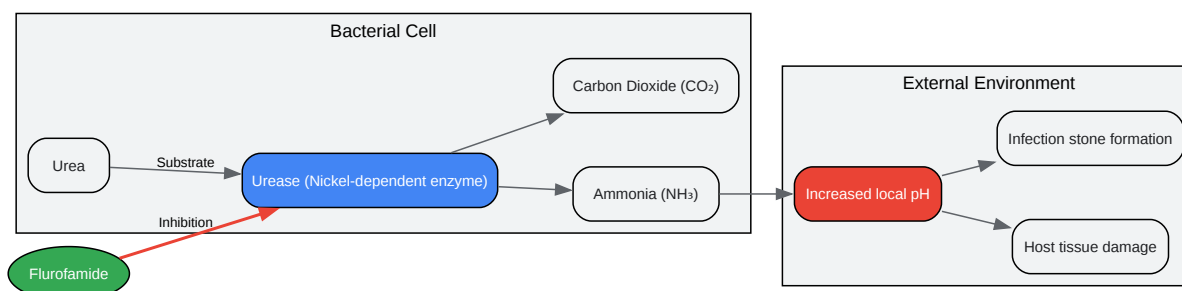 Bacterial Cell
External Environment
Carbon Dioxide (CO₂)
Urea
Substrate
Urease (Nickel-dependent enzyme)
Ammonia (NH₃)
Increased local pH
Infection stone formation
Host tissue damage
Inhibition
Flurofamide